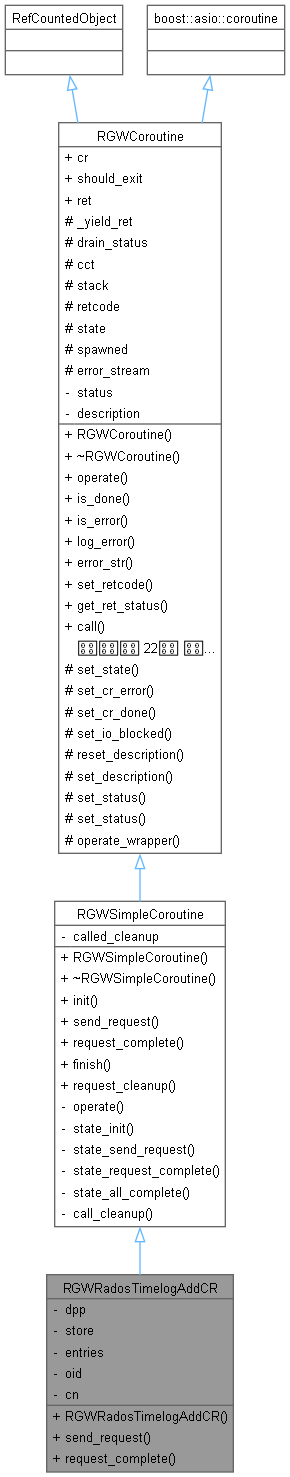 RefCountedObject
boost::asio::coroutine
RGWCoroutine
+ cr
+ should_exit
+ ret
# _yield_ret
# drain_status
# cct
# stack
# retcode
# state
# spawned
# error_stream
- status
- description
+ RGWCoroutine()
+ ~RGWCoroutine()
+ operate()
+ is_done()
+ is_error()
+ log_error()
+ error_str()
+ set_retcode()
+ get_ret_status()
+ call()
22 ...
# set_state()
# set_cr_error()
# set_cr_done()
# set_io_blocked()
# reset_description()
# set_description()
# set_status()
# set_status()
# operate_wrapper()
RGWSimpleCoroutine
- called_cleanup
+ RGWSimpleCoroutine()
+ ~RGWSimpleCoroutine()
+ init()
+ send_request()
+ request_complete()
+ finish()
+ request_cleanup()
- operate()
- state_init()
- state_send_request()
- state_request_complete()
- state_all_complete()
- call_cleanup()
RGWRadosTimelogAddCR
- dpp
- store
- entries
- oid
- cn
+ RGWRadosTimelogAddCR()
+ send_request()
+ request_complete()